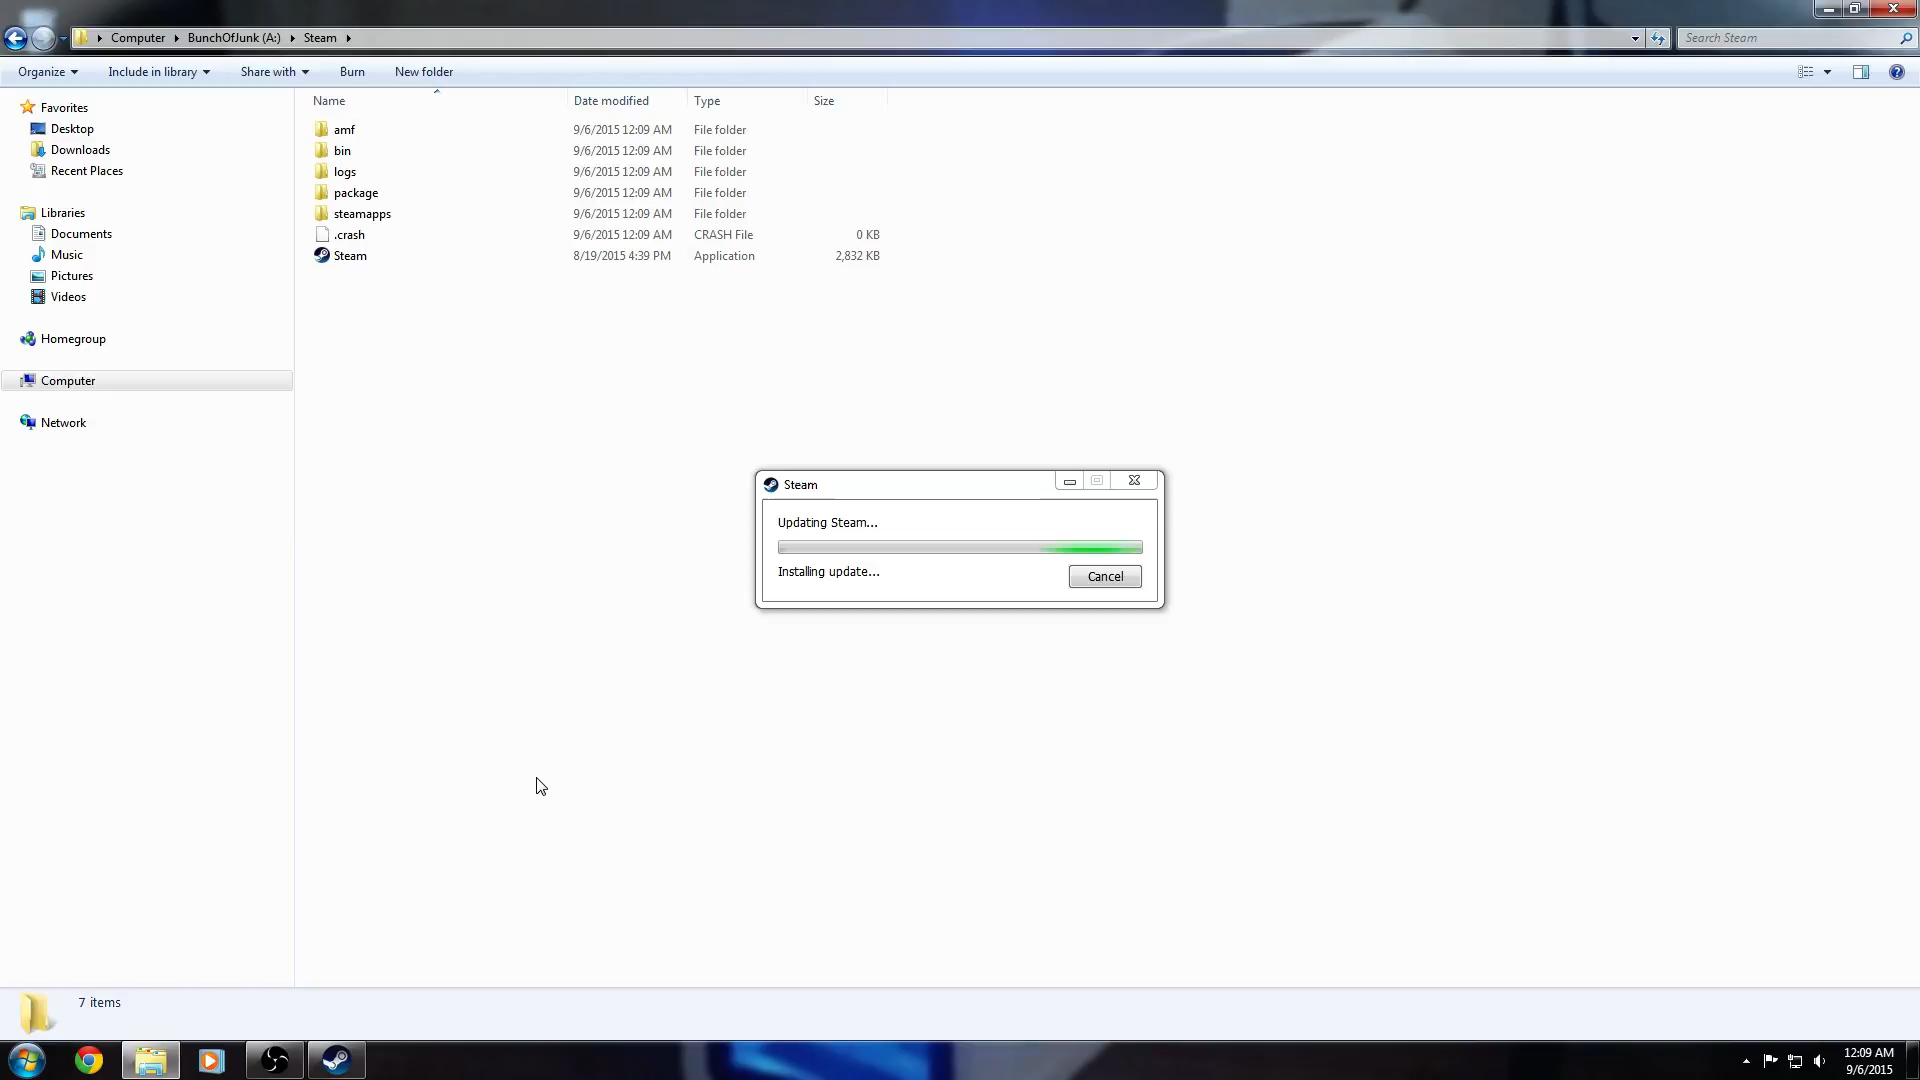 Computer BunchOfJunk (A:) Steam
Search Steam
Organize Include in library Share with Burn New folder
Name Date modified Type Size
Favorites
Desktop
Downloads
Recent Places
Libraries
Documents
Music
Pictures
Videos
Homegroup
Computer
Network
amf 9/6/2015 12:09 AM File folder
bin 9/6/2015 12:09 AM File folder
logs 9/6/2015 12:09 AM File folder
package 9/6/2015 12:09 AM File folder
steamapps 9/6/2015 12:09 AM File folder
.crash 9/6/2015 12:09 AM CRASH File 0 KB
Steam 8/19/2015 4:39 PM Application 2,832 KB
Steam
Updating Steam...
Installing update...
Cancel
7 items
12:09 AM
9/6/2015